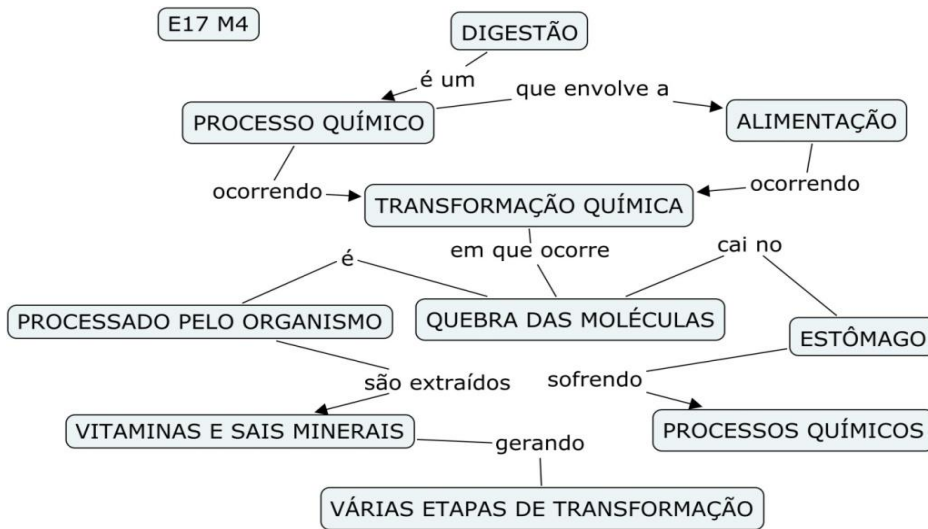 E17 M4
DIGESTÃO
é um
que envolve a
PROCESSO QUÍMICO
ALIMENTAÇÃO
ocorrendo
ocorrendo
TRANSFORMAÇÃO QUÍMICA
é
em que ocorre
cai no
PROCESSADO PELO ORGANISMO
QUEBRA DAS MOLÉCULAS
ESTÔMAGO
são extraídos
sofrendo
VITAMINAS E SAIS MINERAIS
PROCESSOS QUÍMICOS
gerando
VÁRIAS ETAPAS DE TRANSFORMAÇÃO